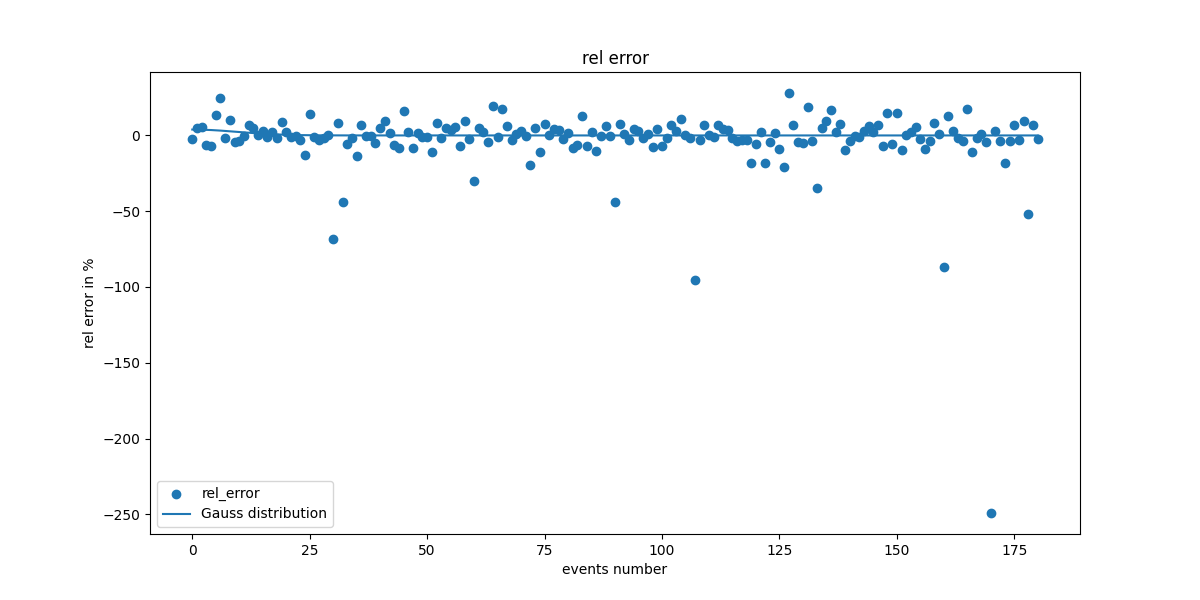 rel error
rel error in %
0
−50
−100
−150
−200
−250
rel_error
Gauss distribution
0
25
50
75
100
125
150
175
events number